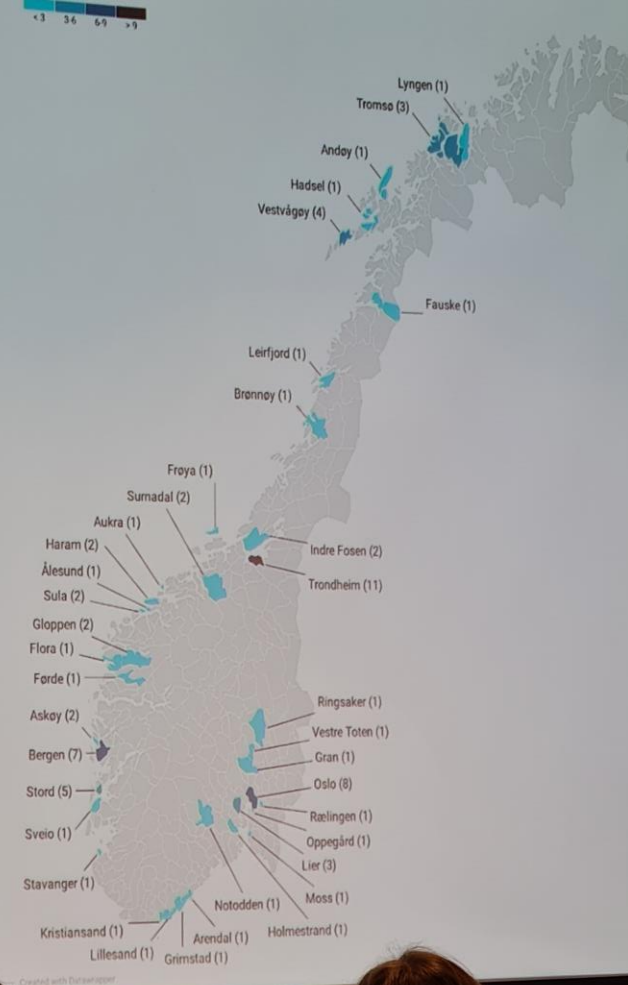 <3 3-6 6-9 >9
Lyngen (1)
Tromsø (3)
Andøy (1)
Hadsel (1)
Vestvågøy (4)
Fauske (1)
Leirfjord (1)
Brønnøy (1)
Frøya (1)
Surnadal (2)
Aukra (1)
Haram (2)
Ålesund (1)
Sula (2)
Gloppen (2)
Flora (1)
Førde (1)
Askøy (2)
Bergen (7)
Stord (5)
Sveio (1)
Stavanger (1)
Indre Fosen (2)
Trondheim (11)
Ringsaker (1)
Vestre Toten (1)
Gran (1)
Oslo (8)
Rælingen (1)
Oppegård (1)
Lier (3)
Moss (1)
Notodden (1)
Holmestrand (1)
Kristiansand (1)
Arendal (1)
Lillesand (1)
Grimstad (1)
Created with Datawrapper